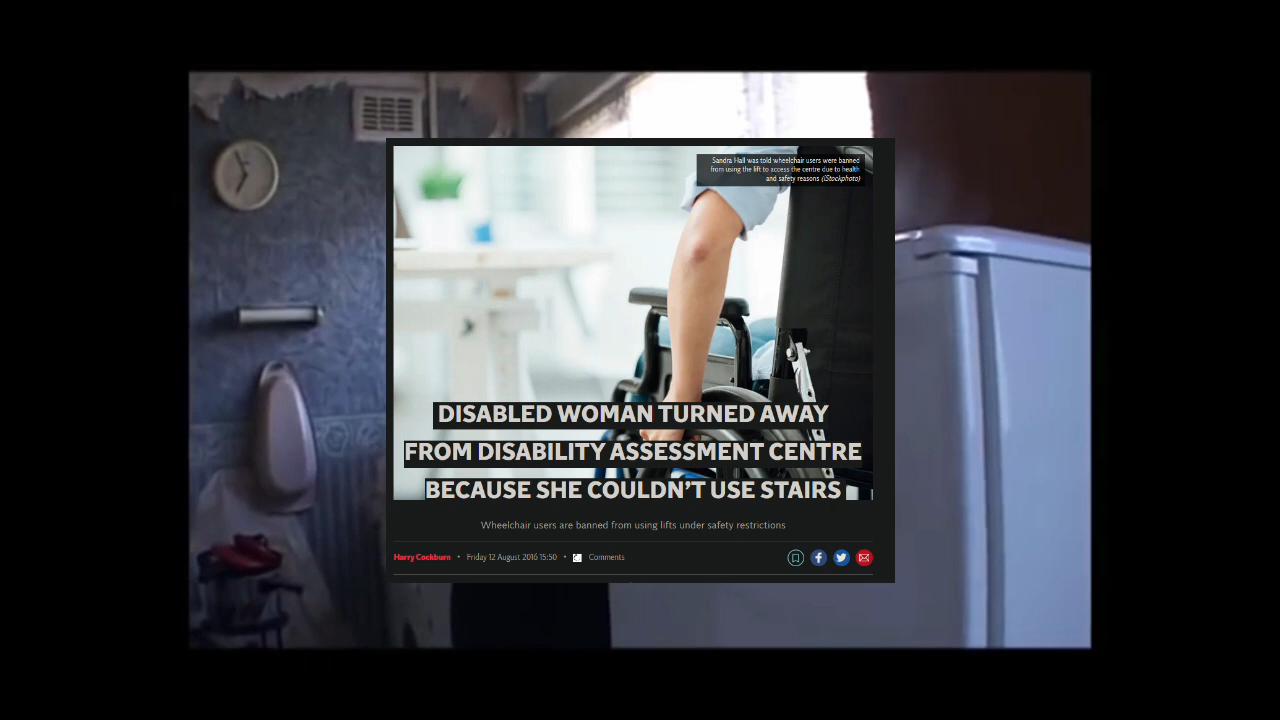 Sandra Hall was told wheelchair users were banned
from using the lift to access the centre due to health
and safety reasons (iStockphoto)
DISABLED WOMAN TURNED AWAY
FROM DISABILITY ASSESSMENT CENTRE
BECAUSE SHE COULDN'T USE STAIRS
Wheelchair users are banned from using lifts under safety restrictions
Harry Cockburn • Friday 12 August 2016 15:50 • Comments